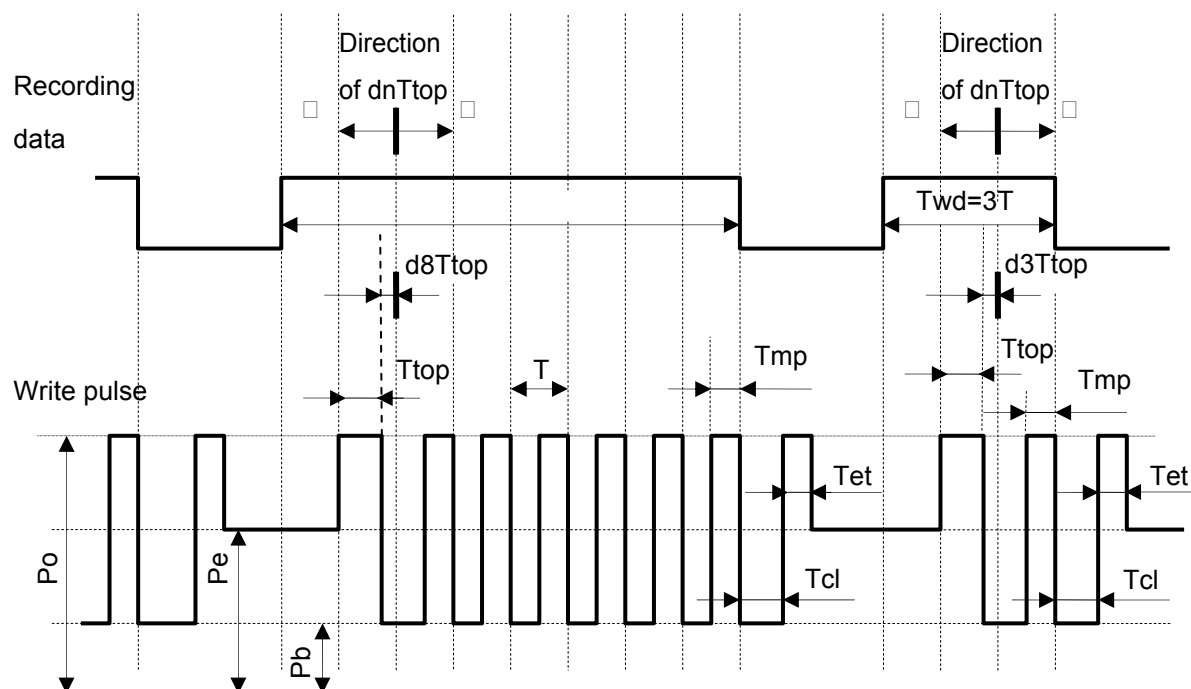 Direction
of dnTtop
Direction
of dnTtop
Recording
data
□ □
□ □
Twd=3T
d8Ttop
d3Ttop
Ttop
T
Tmp
Ttop
Tmp
Write pulse
Tet
Tet
Po
Pe
Tcl
Tcl
Pb